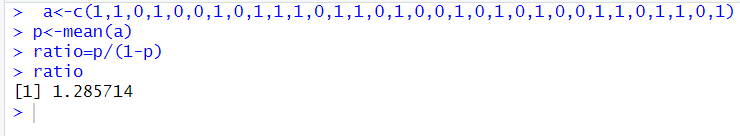 >  a<-c(1,1,0,1,0,0,1,0,1,1,1,0,1,1,0,1,0,0,1,0,1,0,1,0,0,1,1,0,1,1,0,1)
> p<-mean(a)
> ratio=p/(1-p)
> ratio
[1] 1.285714
>